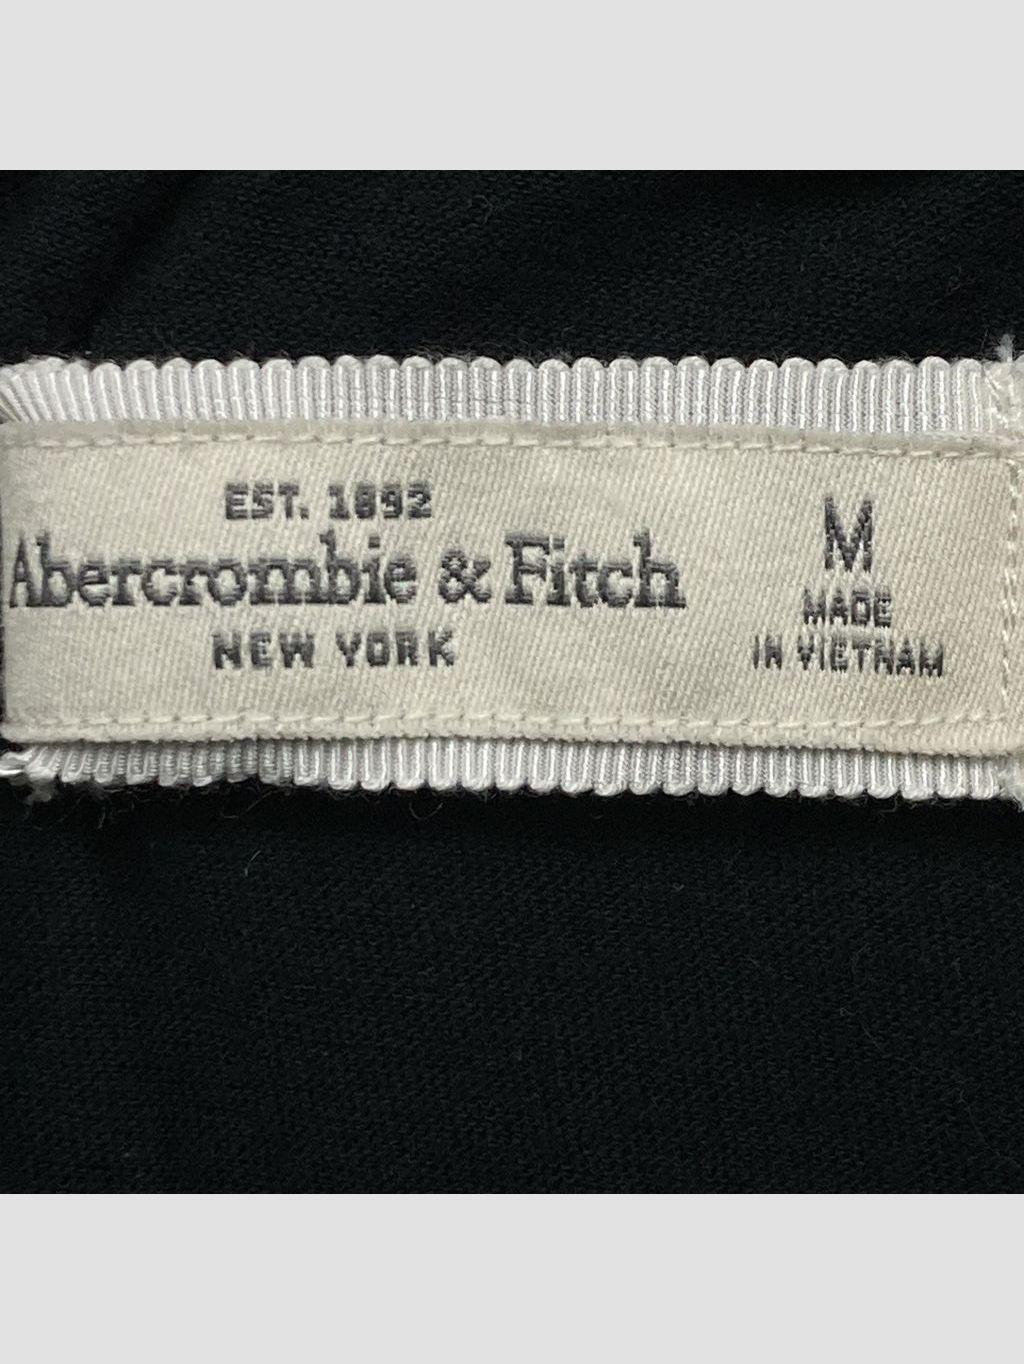 EST. 1892
Abercrombie & Fitch
NEW YORK
M
MADE
IN VIETNAM